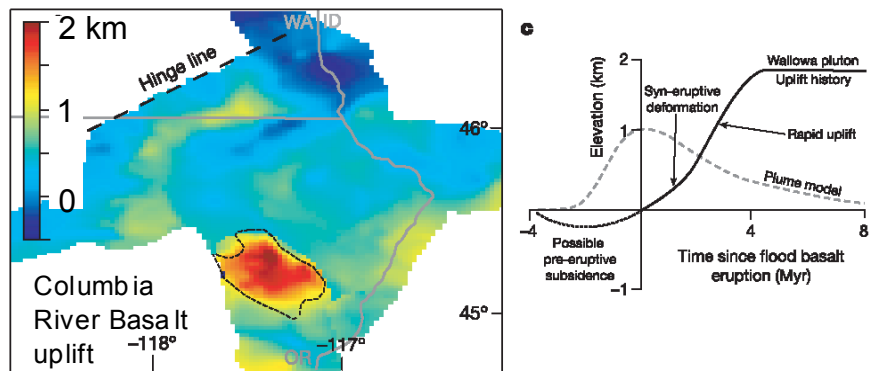 2 km
1
0
WA ID
Hinge line
46°
45°
Columbia
River Basalt
uplift
–118°
–117°
OR
c
Elevation (km)
2
1
–1
–4
0
4
8
Wallowa pluton
Uplift history
Syn-eruptive
deformation
Rapid uplift
Plume model
Possible
pre-eruptive
subsidence
Time since flood basalt
eruption (Myr)